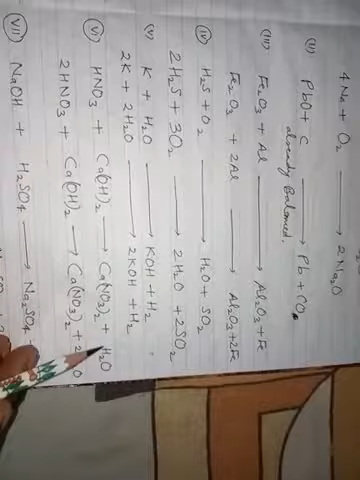 4Na + O₂ ⟶ 2Na₂O
(ii) PbO + C ⟶ Pb + CO
already balanced.
(iii) Fe₂O₃ + Al ⟶ Al₂O₃ + Fe
Fe₂O₃ + 2Al ⟶ Al₂O₃ + 2Fe
(iv) H₂S + O₂ ⟶ H₂O + SO₂
2H₂S + 3O₂ ⟶ 2H₂O + 2SO₂
(v) K + H₂O ⟶ KOH + H₂
2K + 2H₂O ⟶ 2KOH + H₂
(vi) HNO₃ + Ca(OH)₂ ⟶ Ca(NO₃)₂ + H₂O
2HNO₃ + Ca(OH)₂ ⟶ Ca(NO₃)₂ + 2 O
(vii) NaOH + H₂SO₄ ⟶ Na₂SO₄